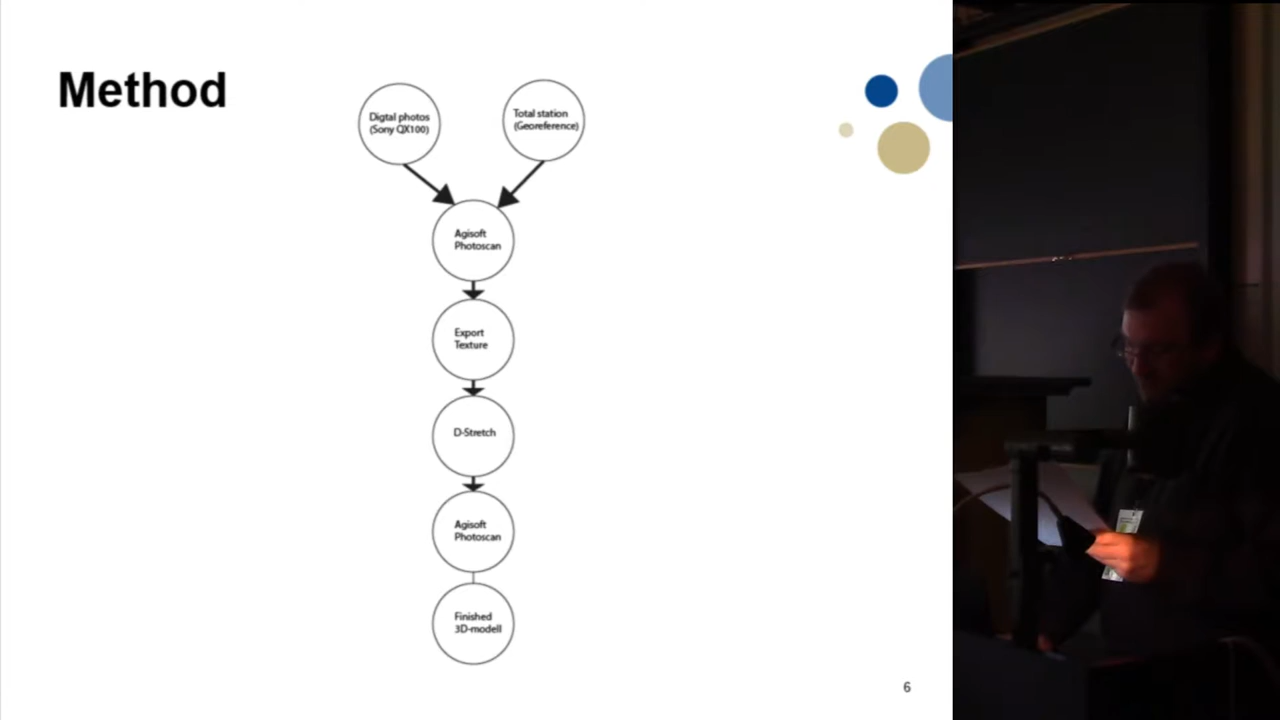 Method
Digtal photos
(Sony QX100)
Total station
(Georeference)
Agisoft
Photoscan
Export
Texture
D-Stretch
Agisoft
Photoscan
Finished
3D-modell
6